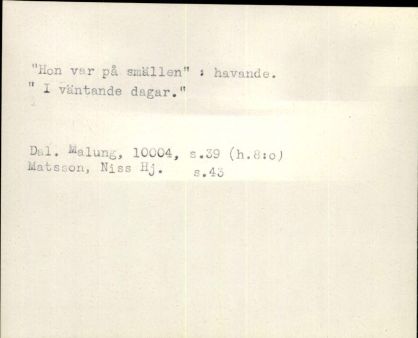 "Hon var på smällen" : havande.
" I väntande dagar."
Dal. Malung, 10004, s.39 (h.8:o)
Matsson, Niss Hj. s.43